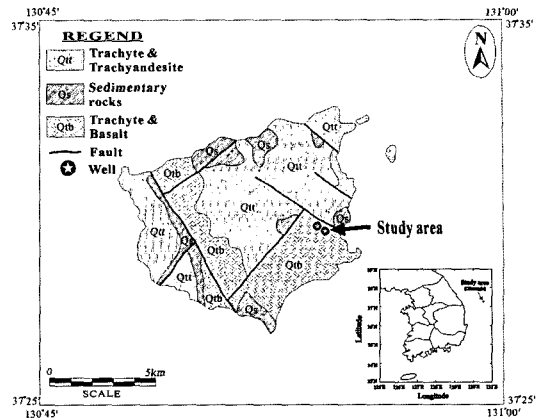 130°45'
131°00'
37°35'
37°35'
REGEND
Qtt
Trachyte &
Trachyandesite
Qs
Sedimentary
rocks
Qtb
Trachyte &
Basalt
Fault
Well
N
Qtt
Qs
Qs
Qtb
Qtt
Qtt
Qs
Study area
Qtt
Qs
Qtb
Qtb
Qtt
Qtb
Qs
Study area
Latitude
Longitude
0
5km
SCALE
37°25'
37°25'
130°45'
131°00'